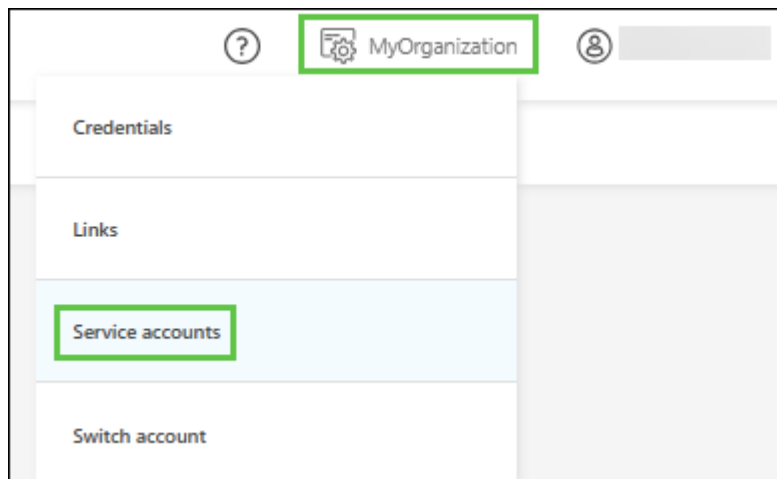 MyOrganization
Credentials
Links
Service accounts
Switch account